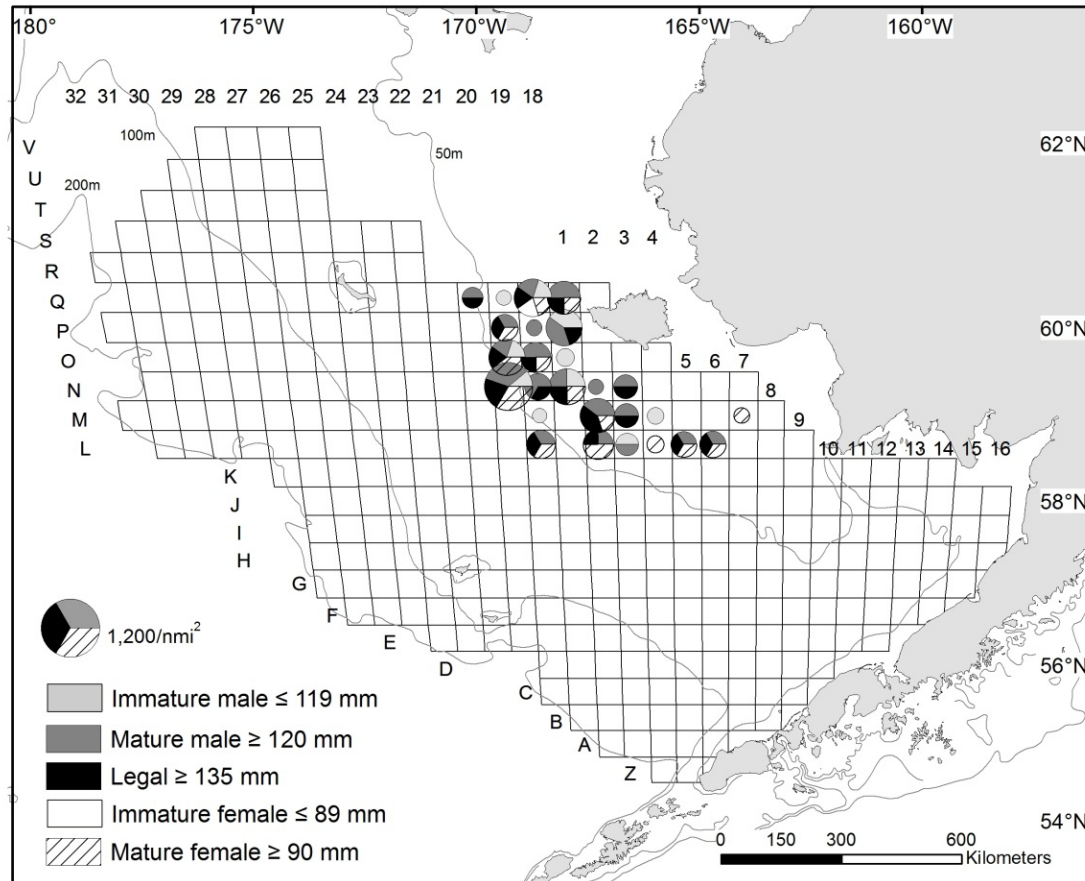 180° 175°W 170°W 165°W 160°W
32 31 30 29 28 27 26 25 24 23 22 21 20 19 18
100m
50m
62°N
V
U
200m
T
S
1 2 3 4
R
Q
60°N
P
O
5 6 7
N
8
M
9
L
10 11 12 13 14 15 16
K
58°N
J
I
H
G
F
E
D
56°N
C
B
A
Z
54°N
1,200/nmi²
Immature male ≤ 119 mm
Mature male ≥ 120 mm
Legal ≥ 135 mm
Immature female ≤ 89 mm
Mature female ≥ 90 mm
0 150 300 600
Kilometers